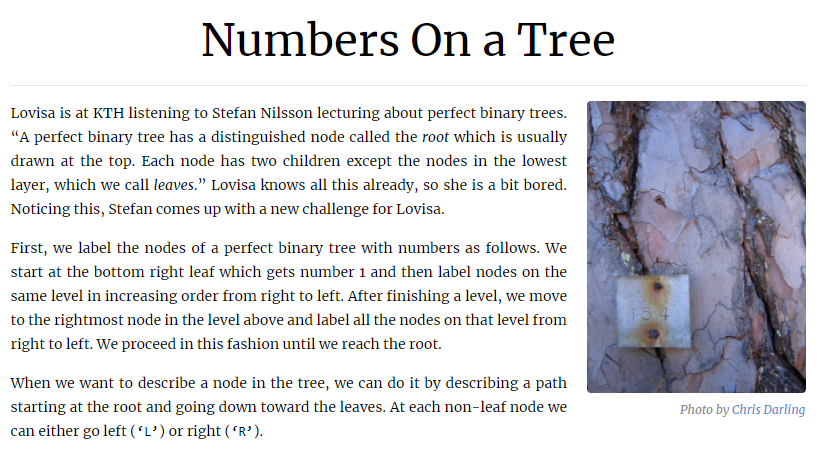 Numbers On a Tree
Lovisa is at KTH listening to Stefan Nilsson lecturing about perfect binary trees.
“A perfect binary tree has a distinguished node called the root which is usually
drawn at the top. Each node has two children except the nodes in the lowest
layer, which we call leaves.” Lovisa knows all this already, so she is a bit bored.
Noticing this, Stefan comes up with a new challenge for Lovisa.
First, we label the nodes of a perfect binary tree with numbers as follows. We
start at the bottom right leaf which gets number 1 and then label nodes on the
same level in increasing order from right to left. After finishing a level, we move
to the rightmost node in the level above and label all the nodes on that level from
right to left. We proceed in this fashion until we reach the root.
When we want to describe a node in the tree, we can do it by describing a path
starting at the root and going down toward the leaves. At each non-leaf node we
can either go left (‘L’) or right (‘R’).
154
Photo by Chris Darling